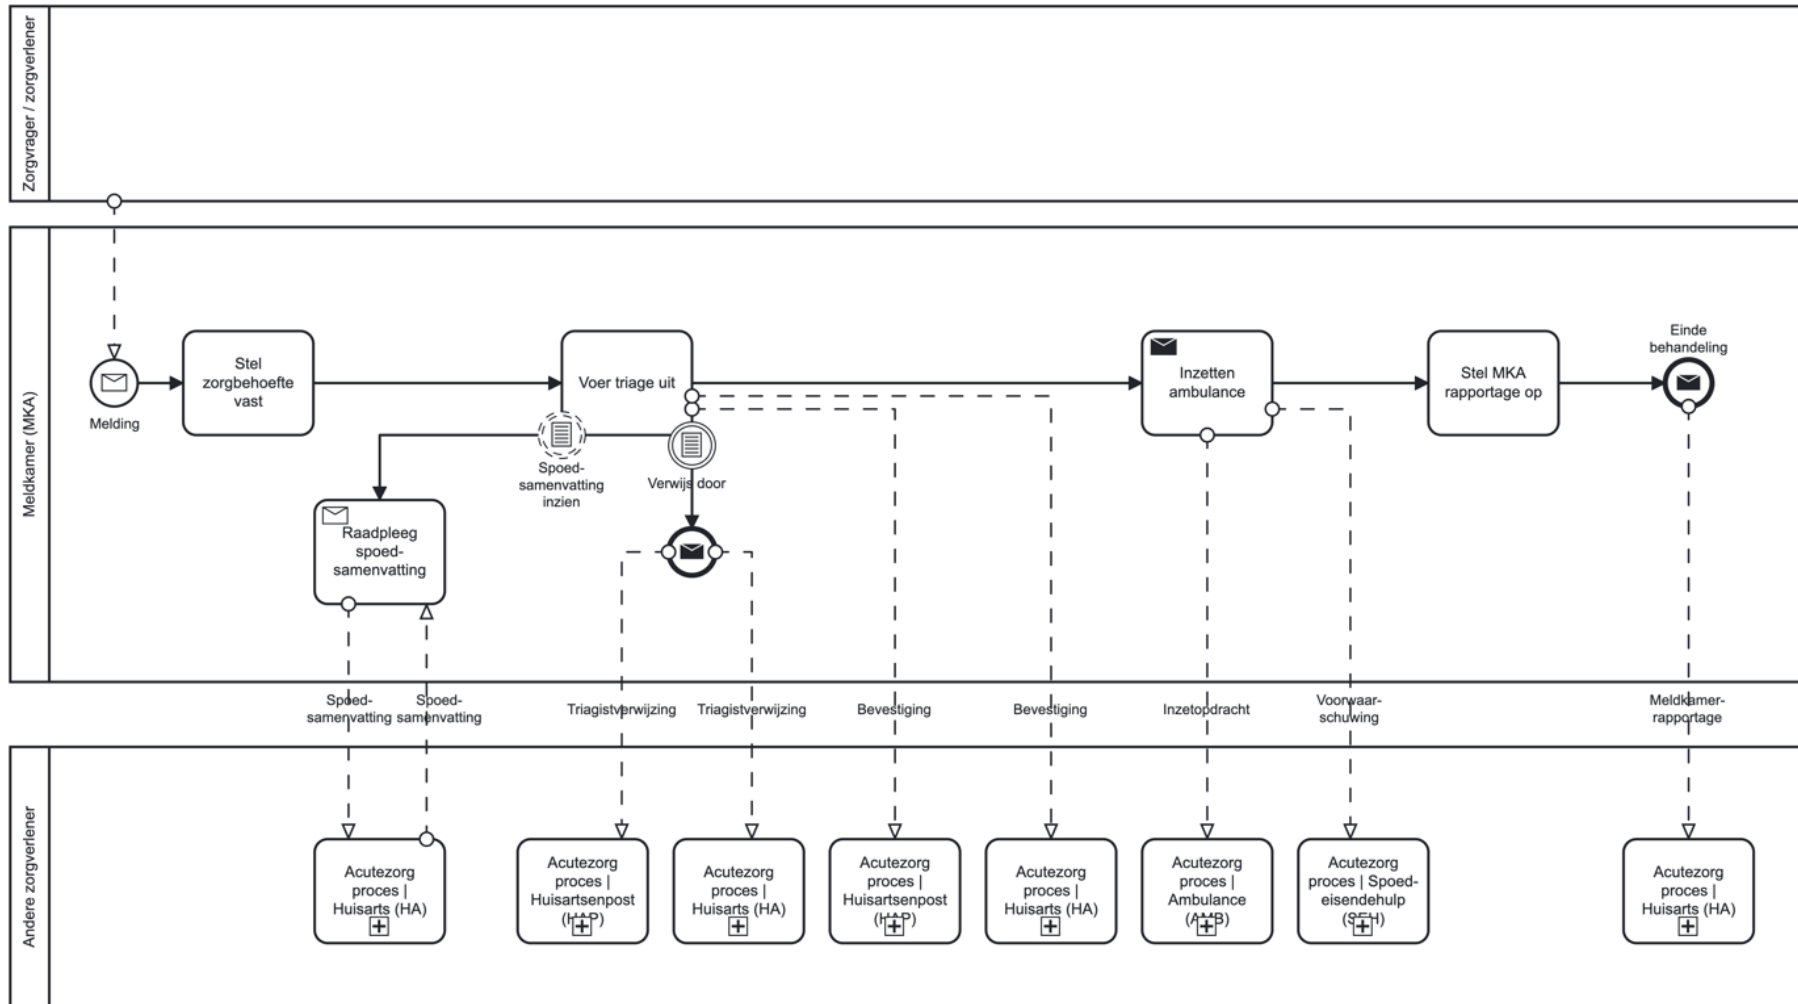 Zorgvrager / zorgverlener
Meldkamer (MKA)
Melding
Stel
zorgbehoefte
vast
Voer triage uit
Spoed-
samenvatting
inzien
Verwijs door
Raadpleeg
spoed-
samenvatting
Inzetten
ambulance
Stel MKA
rapportage op
Einde
behandeling
Spoed-
samenvatting
Spoed-
samenvatting
Triagistverwijzing
Triagistverwijzing
Bevestiging
Bevestiging
Inzetopdracht
Voorwaar-
schuwing
Meldkamer-
rapportage
Andere zorgverlener
Acutezorg
proces |
Huisarts (HA)
Acutezorg
proces |
Huisartsenpost
(HAP)
Acutezorg
proces |
Huisarts (HA)
Acutezorg
proces |
Huisartsenpost
(HAP)
Acutezorg
proces |
Huisarts (HA)
Acutezorg
proces |
Ambulance
(AMB)
Acutezorg
proces | Spoed-
eisendehulp
(SEH)
Acutezorg
proces |
Huisarts (HA)